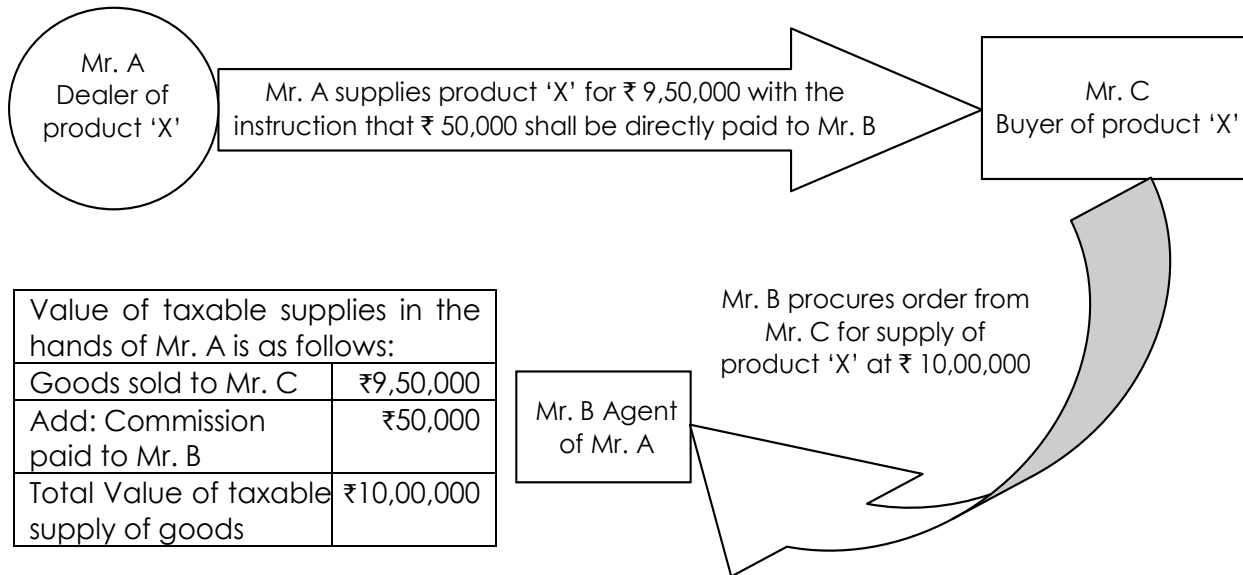 Mr. A
Dealer of
product ‘X’
Mr. A supplies product ‘X’ for ₹ 9,50,000 with the
instruction that ₹ 50,000 shall be directly paid to Mr. B
Mr. C
Buyer of product ‘X’
Mr. B procures order from
Mr. C for supply of
product ‘X’ at ₹ 10,00,000
Mr. B Agent
of Mr. A
Value of taxable supplies in the
hands of Mr. A is as follows:
Goods sold to Mr. C ₹9,50,000
Add: Commission ₹50,000
paid to Mr. B
Total Value of taxable ₹10,00,000
supply of goods